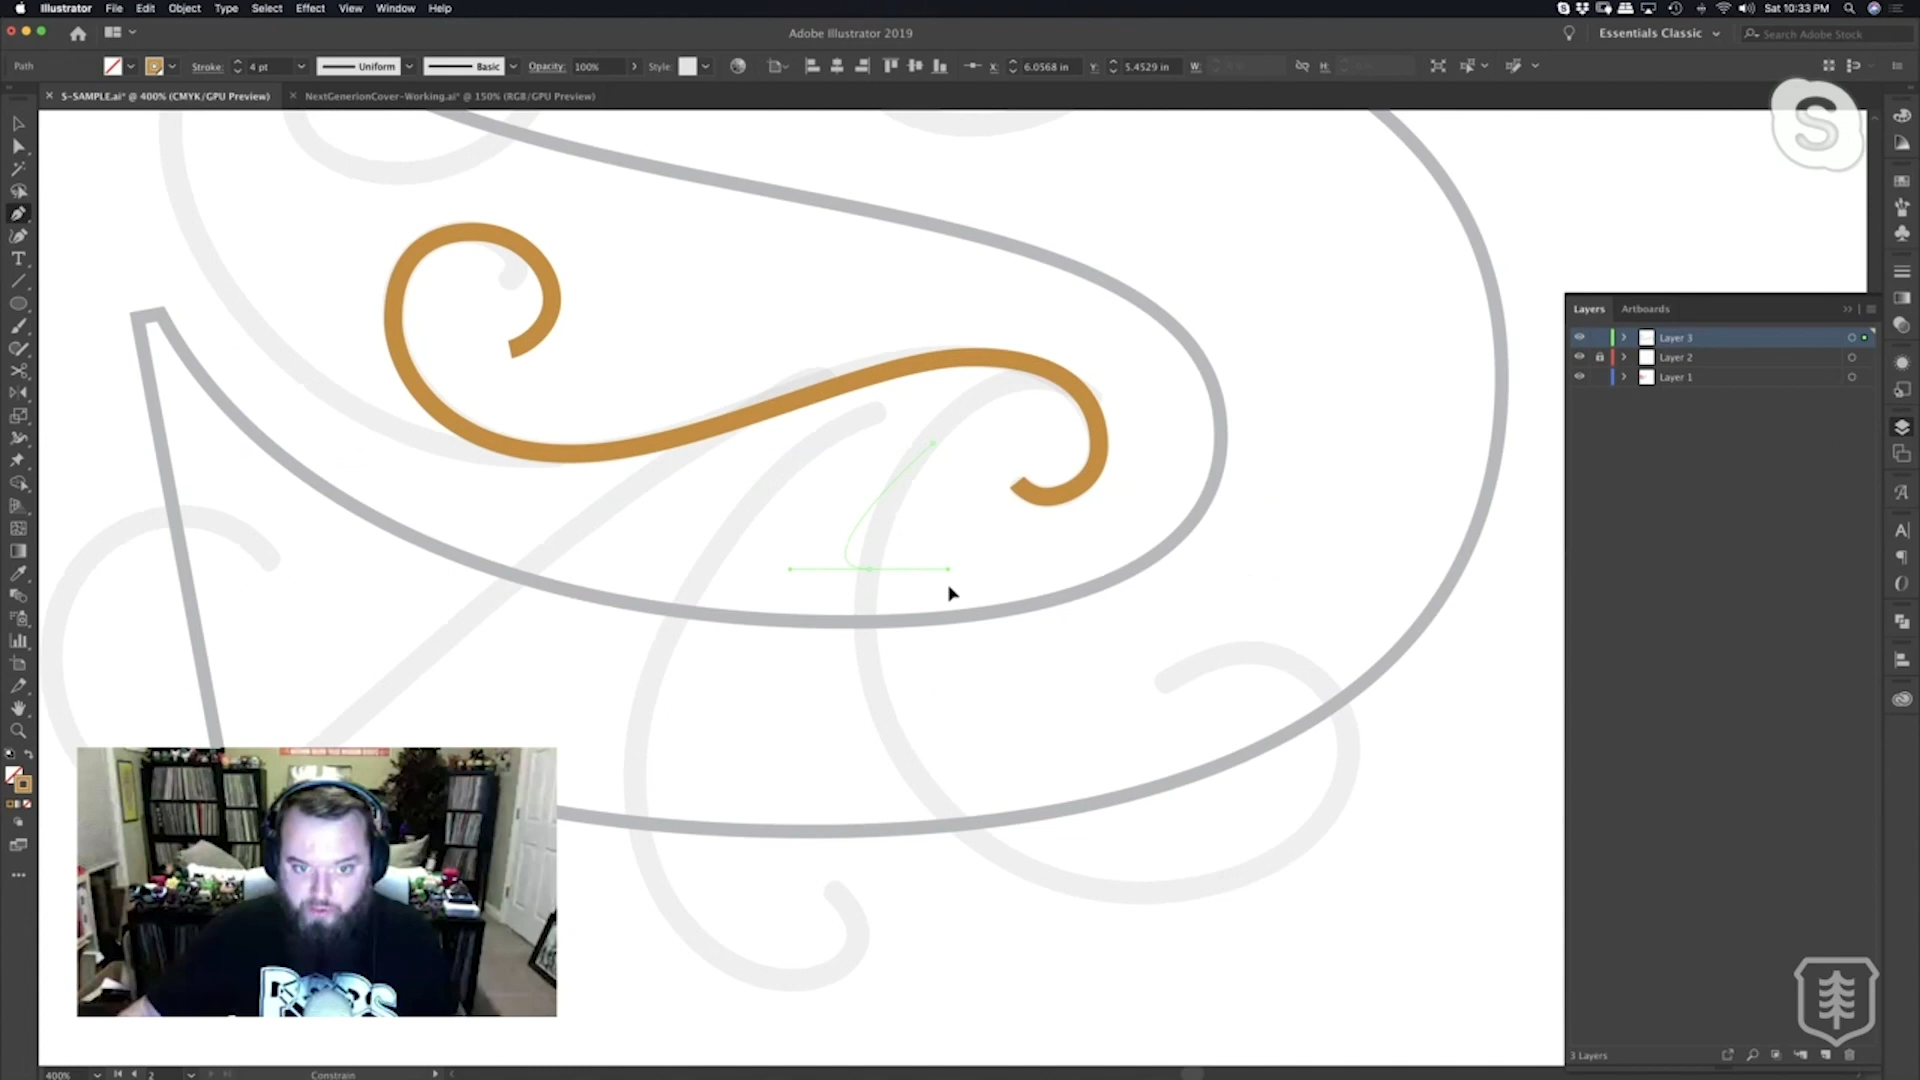 Illustrator File Edit Object Type Select Effect View Window Help Sat 10:33 PM
Adobe Illustrator 2019 Essentials Classic Search Adobe Stock
Path Stroke: 4 pt Uniform Basic Opacity: 100% Style: X: 6.0568 in Y: 5.4529 in W: H:
S-SAMPLE.ai* @ 400% (CMYK/GPU Preview) NextGenerionCover-Working.ai* @ 150% (RGB/GPU Preview)
Layers Artboards
Layer 3
Layer 2
Layer 1
3 Layers
400% 2 Constrain